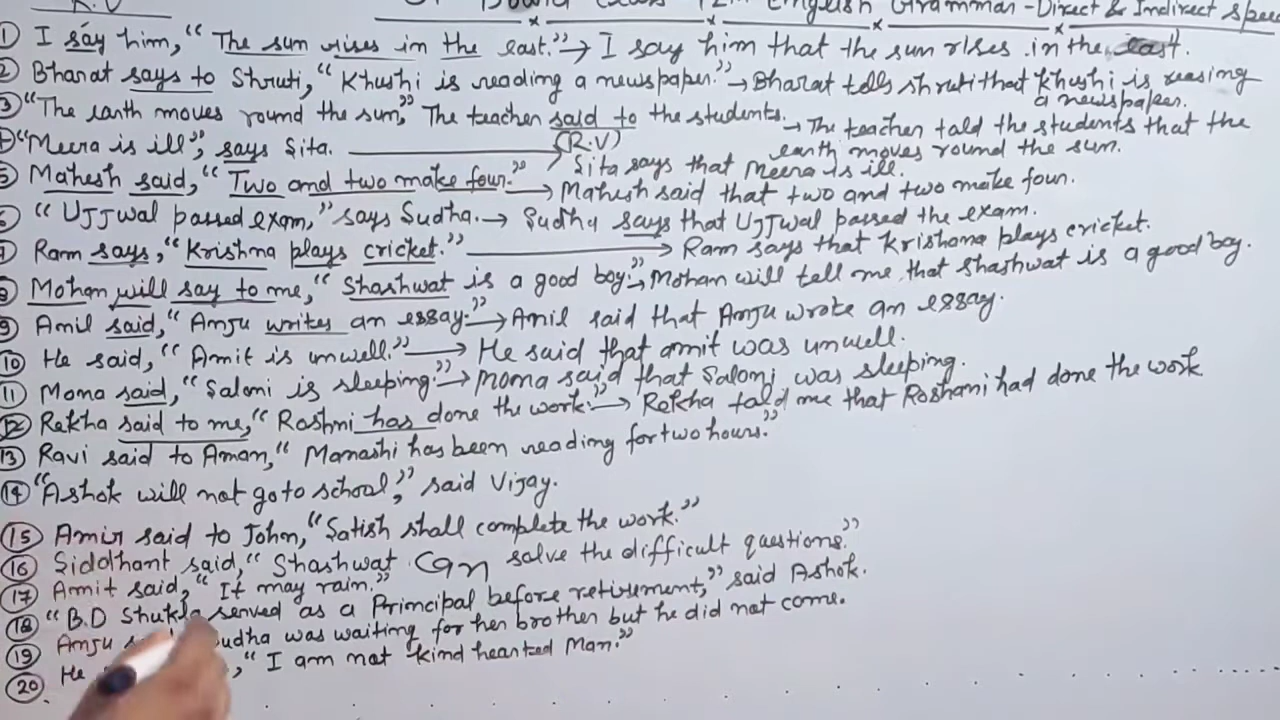 English Grammar - Direct & Indirect spee
① I say him, “The sun rises in the east.” → I say him that the sun rises in the east.
② Bharat says to Shruti, “Khushi is reading a newspaper.” → Bharat tells shruti that Khushi is reasing
a newspaper.
③ “The earth moves round the sun,” The teacher said to the students. → The teacher told the students that the
(R.V) earth moves round the sun.
“Meera is ill”, says Sita. → Sita says that Meera is ill.
5 Mahesh said, “Two and two make four.” → Mahesh said that two and two make four.
6 “Ujjwal passed exam,” says Sudha. → Sudha says that Ujjwal passed the exam.
7 Ram says, “Krishna plays cricket.” → Ram says that Krishana plays cricket.
8 Mohan will say to me, “Shashwat is a good boy.” → Mohan will tell me that Shashwat is a good boy.
9 Anil said, “Anju writes an essay.” → Anil said that Anju wrote an essay.
⑩ He said, “Amit is unwell.” → He said that amit was unwell.
⑪ Mona said, “Saloni is sleeping.” → Mona said that Saloni was sleeping.
⑫ Rekha said to me, “Roshni has done the work.” → Rekha told me that Roshani had done the work
⑬ Ravi said to Aman, “Manashi has been reading for two hours.”
⑭ “Ashok will not go to school,” said Vijay.
⑮ Amir said to John, “Satish shall complete the work.”
⑯ Siddhant said, “Shashwat can solve the difficult questions.”
⑰ Amit said, “It may rain.”
⑱ “B.D Shukla served as a Principal before retirement,” said Ashok.
⑲ Anju was waiting for her brother but he did not come.
⑳ He “I am not kind hearted Man.”